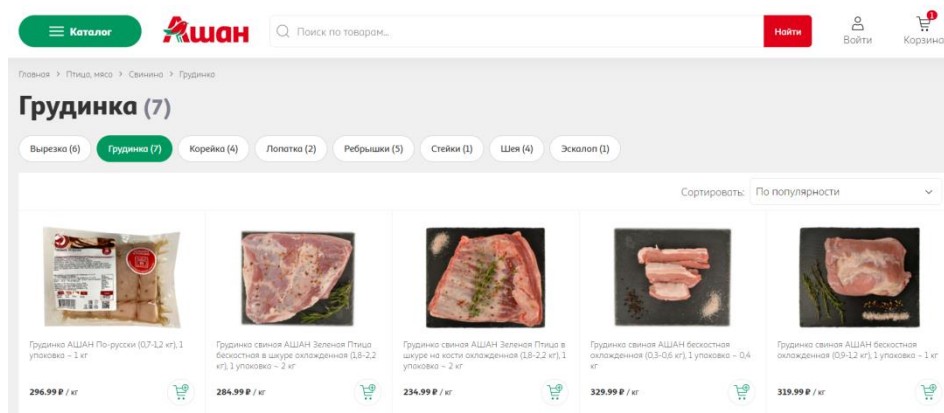 Каталог
Ашан
Поиск по товарам...
Найти
Войти
1
Корзина
Главная > Птица, мясо > Свинина > Грудинка
Грудинка (7)
Вырезка (6)
Грудинка (7)
Корейка (4)
Лопатка (2)
Ребрышки (5)
Стейки (1)
Шея (4)
Эскалоп (1)
Сортировать: По популярности
Грудинка АШАН По-русски (0,7-1,2 кг), 1
упаковка ~ 1 кг
296.99 ₽ / кг
Грудинка свиная АШАН Зеленая Птица
бескостная в шкуре охлажденная (1,8-2,2
кг), 1 упаковка ~ 2 кг
284.99 ₽ / кг
Грудинка свиная АШАН Зеленая Птица в
шкуре на кости охлажденная (1,8-2,2 кг), 1
упаковка ~ 2 кг
234.99 ₽ / кг
Грудинка свиная АШАН бескостная
охлажденная (0,3-0,6 кг), 1 упаковка ~ 0,4
кг
329.99 ₽ / кг
Грудинка свиная АШАН бескостная
охлажденная (0,9-1,2 кг), 1 упаковка ~ 1 кг
319.99 ₽ / кг